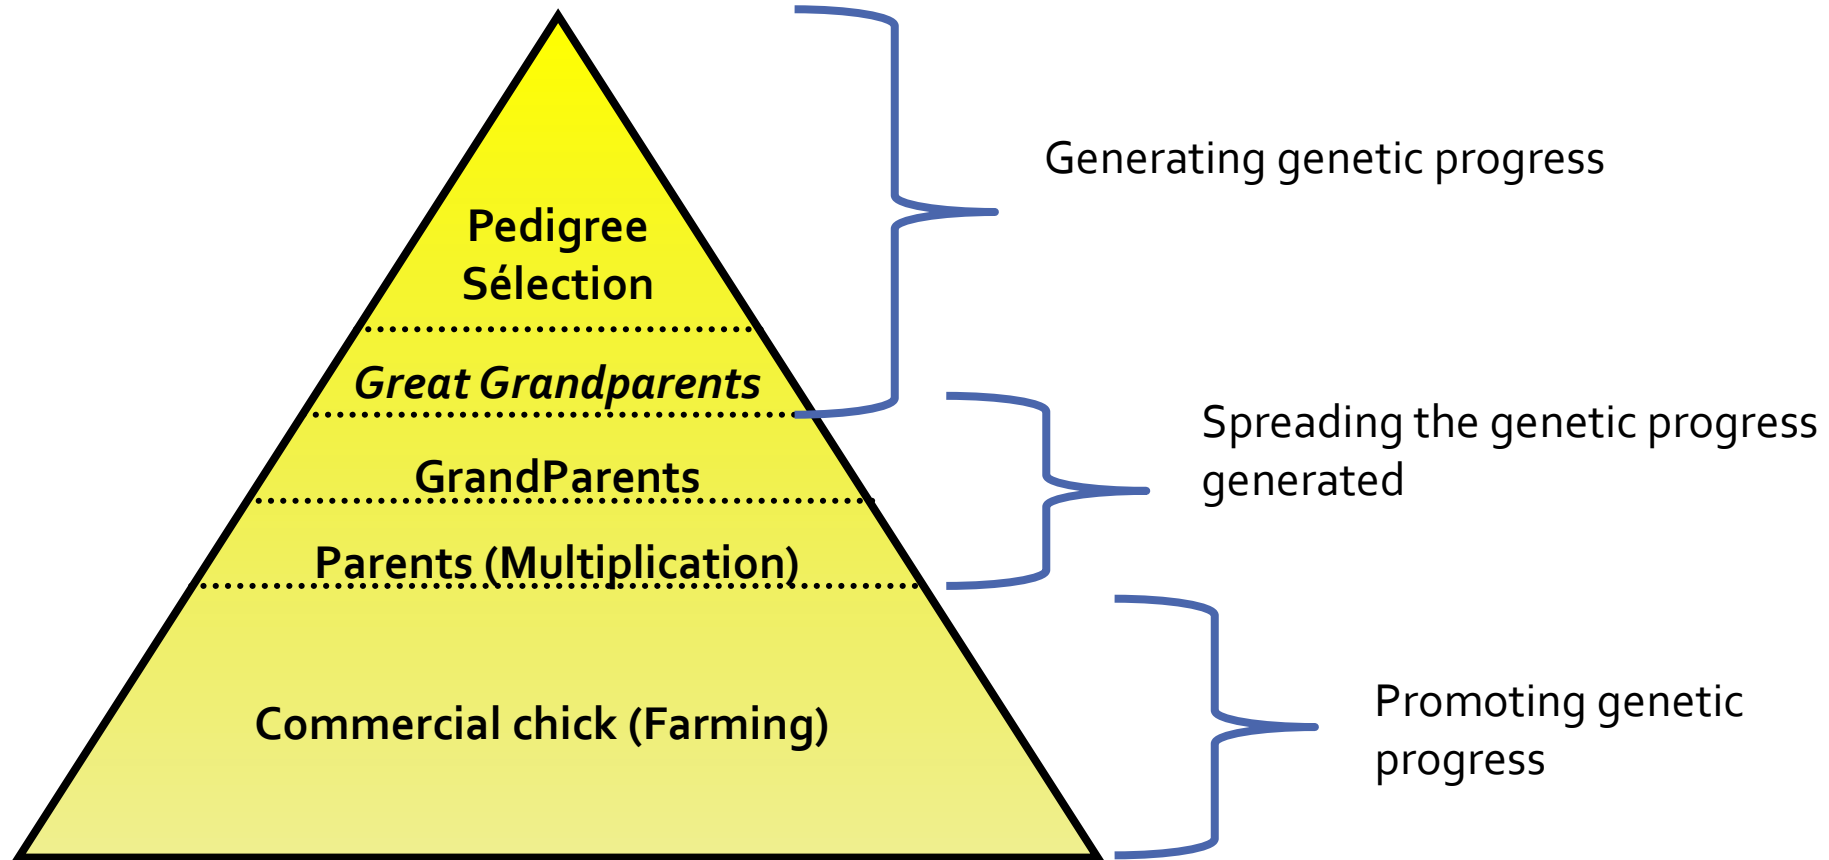 Generating genetic progress
Pedigree
Sélection
Great Grandparents
Spreading the genetic progress
generated
GrandParents
Parents (Multiplication)
Commercial chick (Farming)
Promoting genetic
progress